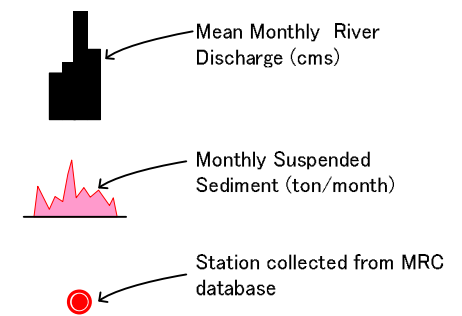 Mean Monthly River
Discharge (cms)
Monthly Suspended
Sediment (ton/month)
Station collected from MRC
database